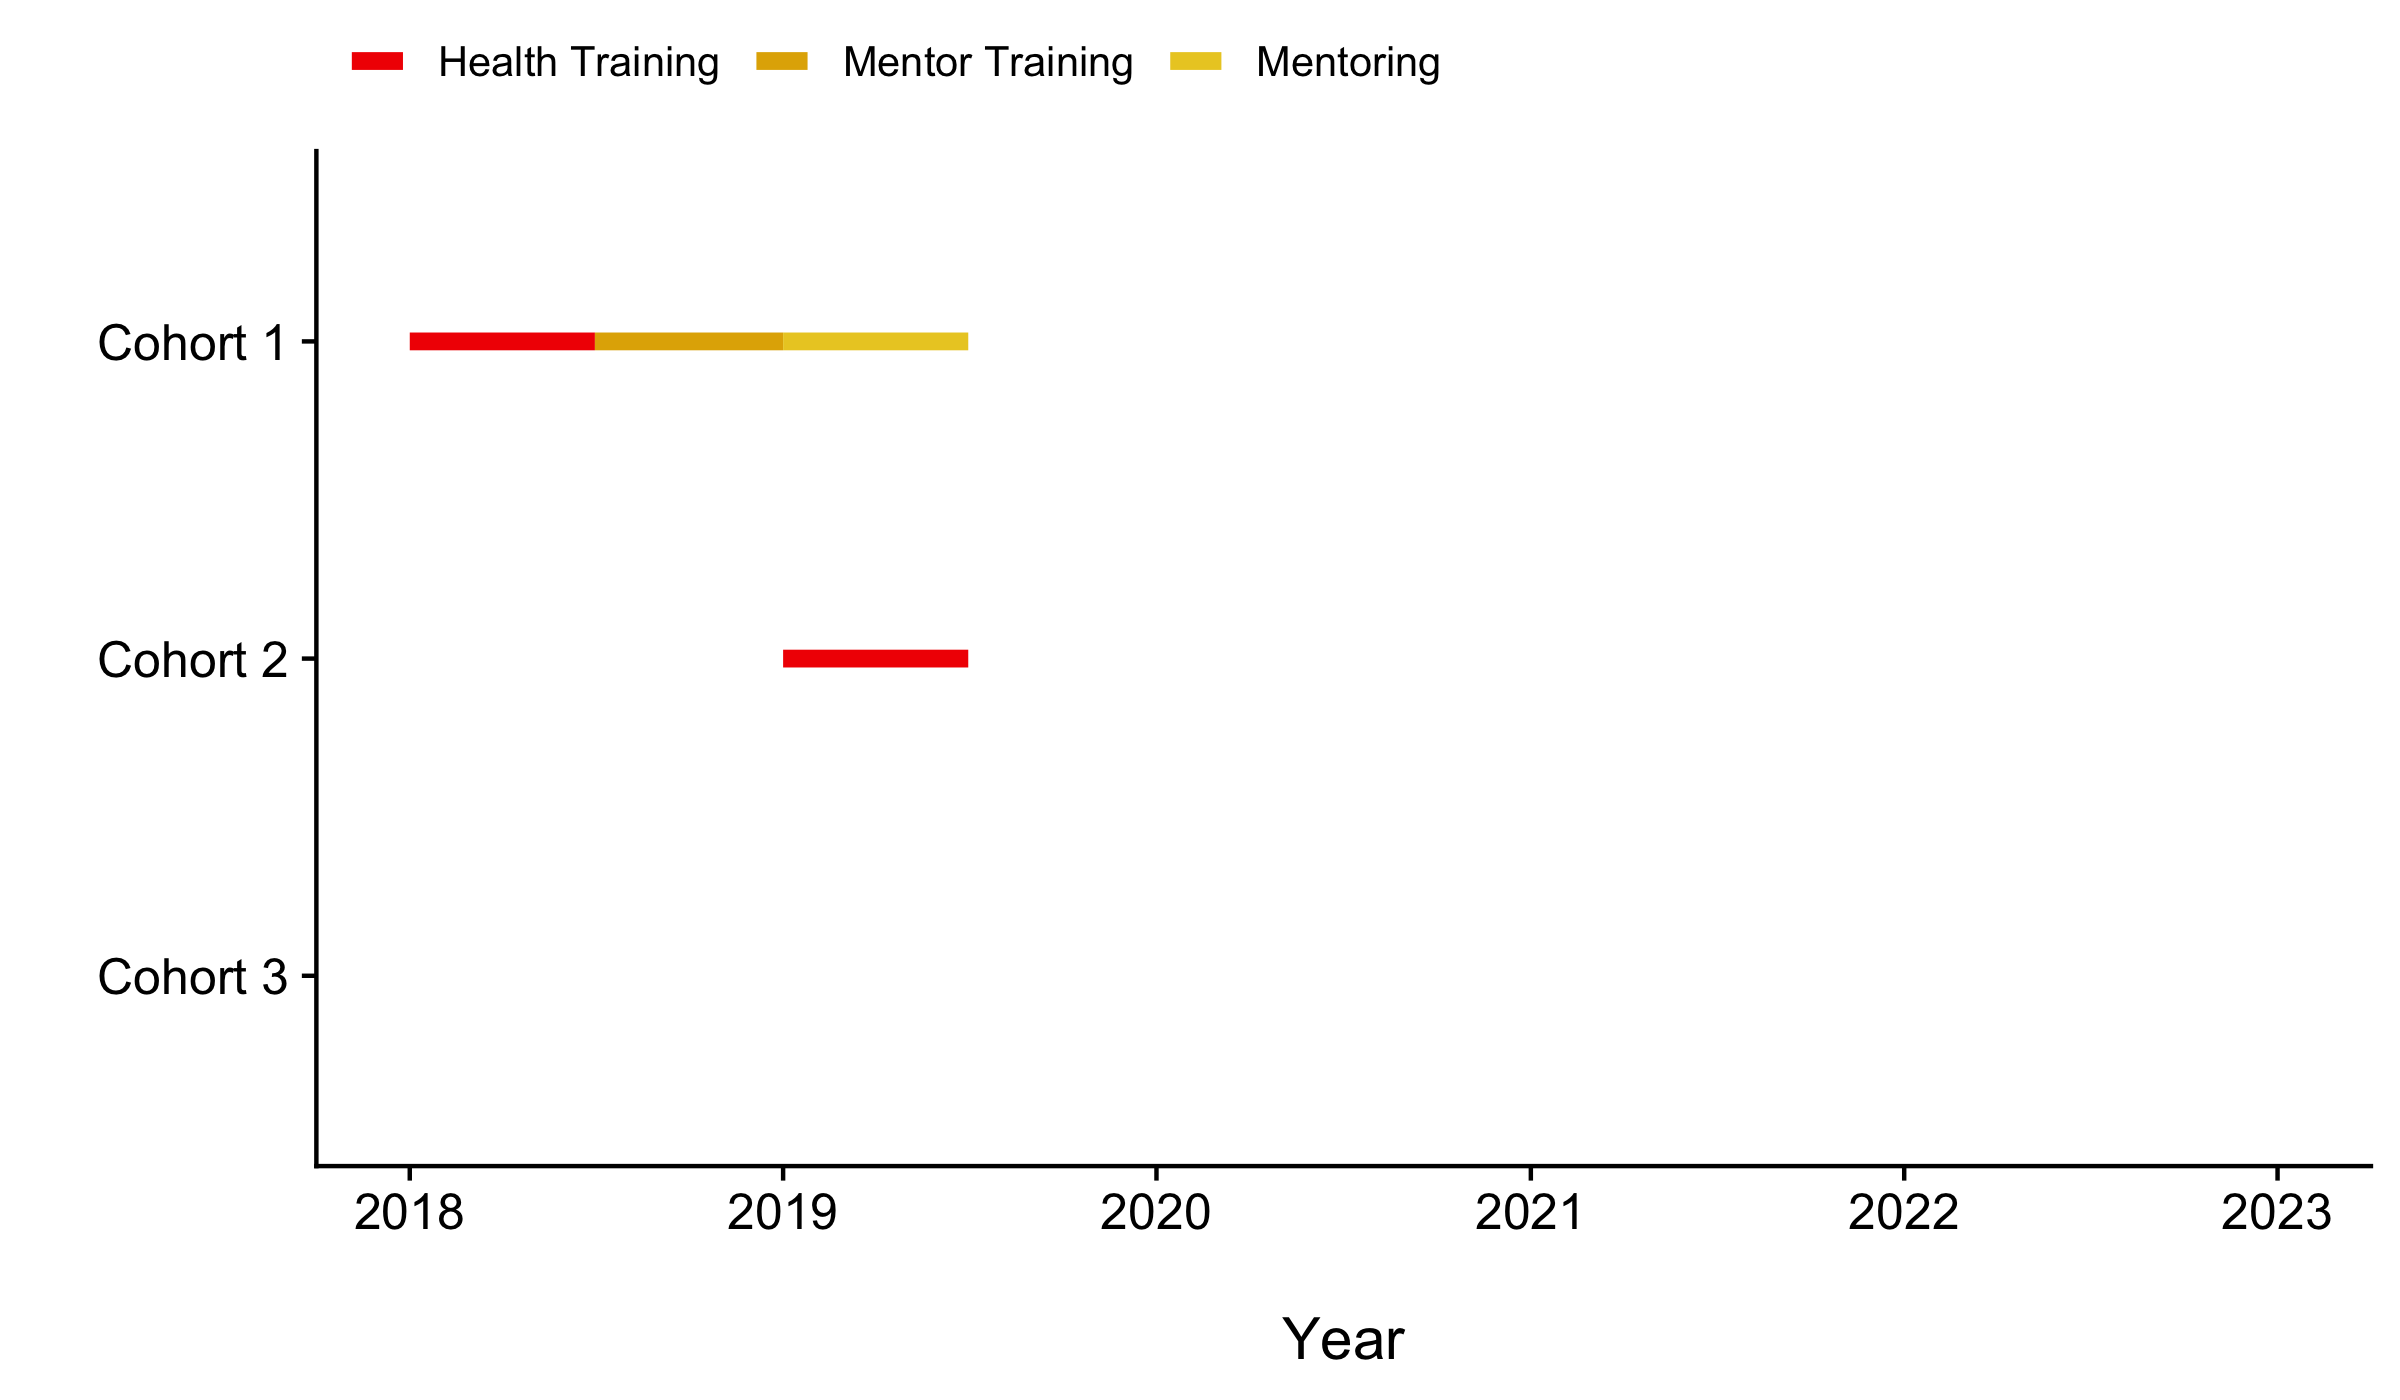 Health Training Mentor Training Mentoring
Cohort 1
Cohort 2
Cohort 3
2018 2019 2020 2021 2022 2023
Year